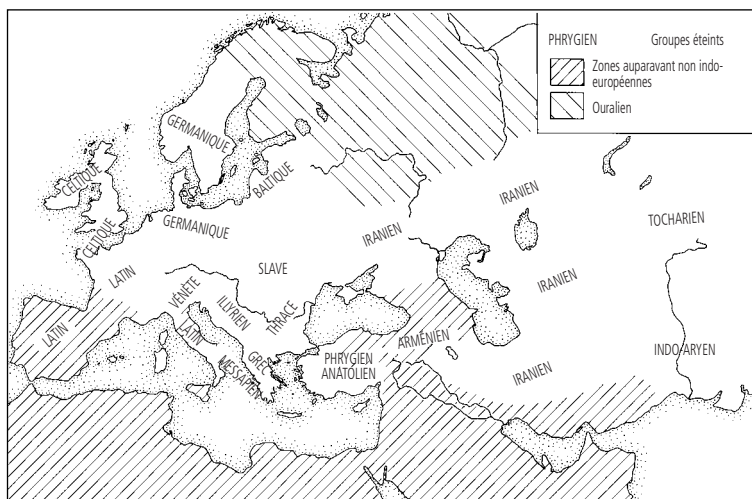 PHRYGIEN Groupes éteints
Zones auparavant non indo-
européennes
Ouralien
GERMANIQUE
CELTIQUE
BALTIQUE
CELTIQUE
GERMANIQUE
IRANIEN
IRANIEN
TOCHARIEN
LATIN
SLAVE
VÉNÈTE
ILLYRIEN
THRACE
IRANIEN
LATIN
LATIN
ARMÉNIEN
MESSAPIEN
GREC
PHRYGIEN
ANATOLIEN
IRANIEN
INDO-ARYEN